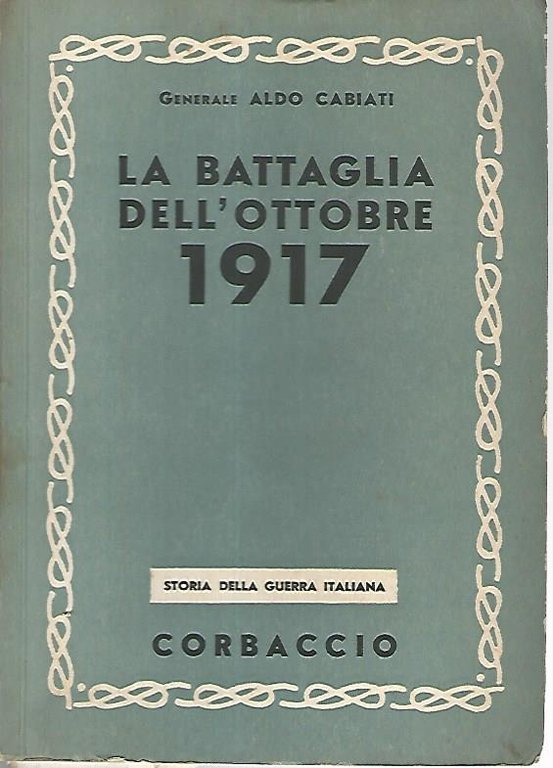 Generale ALDO CABIATI
LA BATTAGLIA
DELL'OTTOBRE
1917
STORIA DELLA GUERRA ITALIANA
CORBACCIO